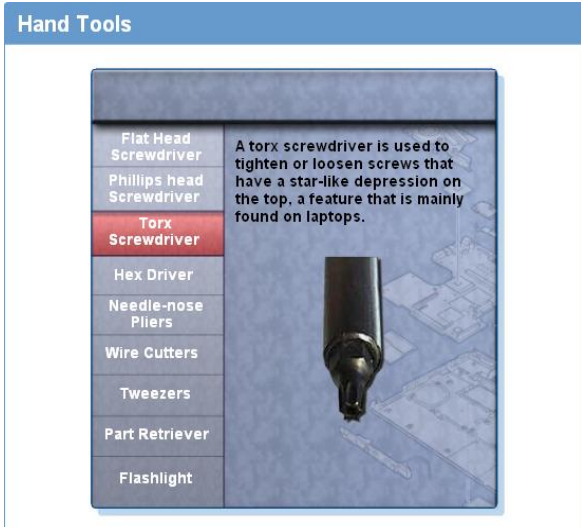 Hand Tools
Flat Head
Screwdriver
Phillips head
Screwdriver
Torx
Screwdriver
Hex Driver
Needle-nose
Pliers
Wire Cutters
Tweezers
Part Retriever
Flashlight
A torx screwdriver is used to
tighten or loosen screws that
have a star-like depression on
the top, a feature that is mainly
found on laptops.